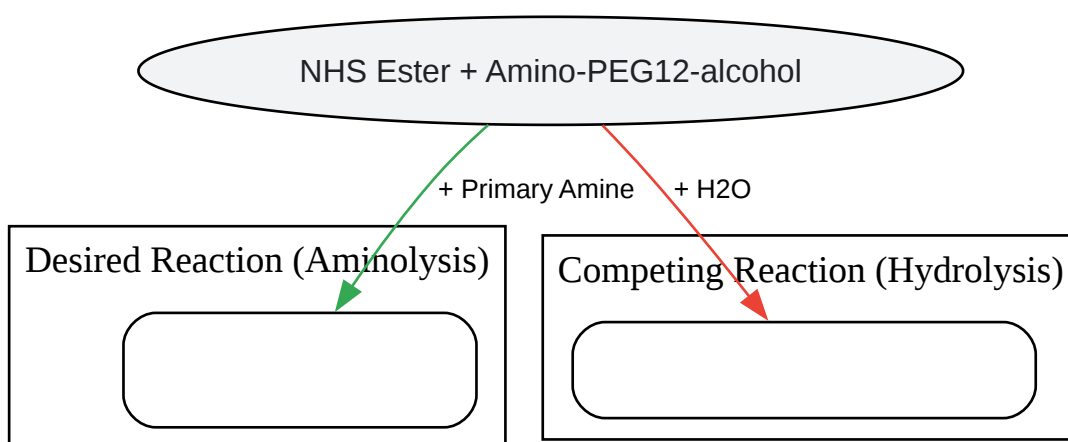 NHS Ester + Amino-PEG12-alcohol
+ Primary Amine
+ H2O
Desired Reaction (Aminolysis)
Competing Reaction (Hydrolysis)